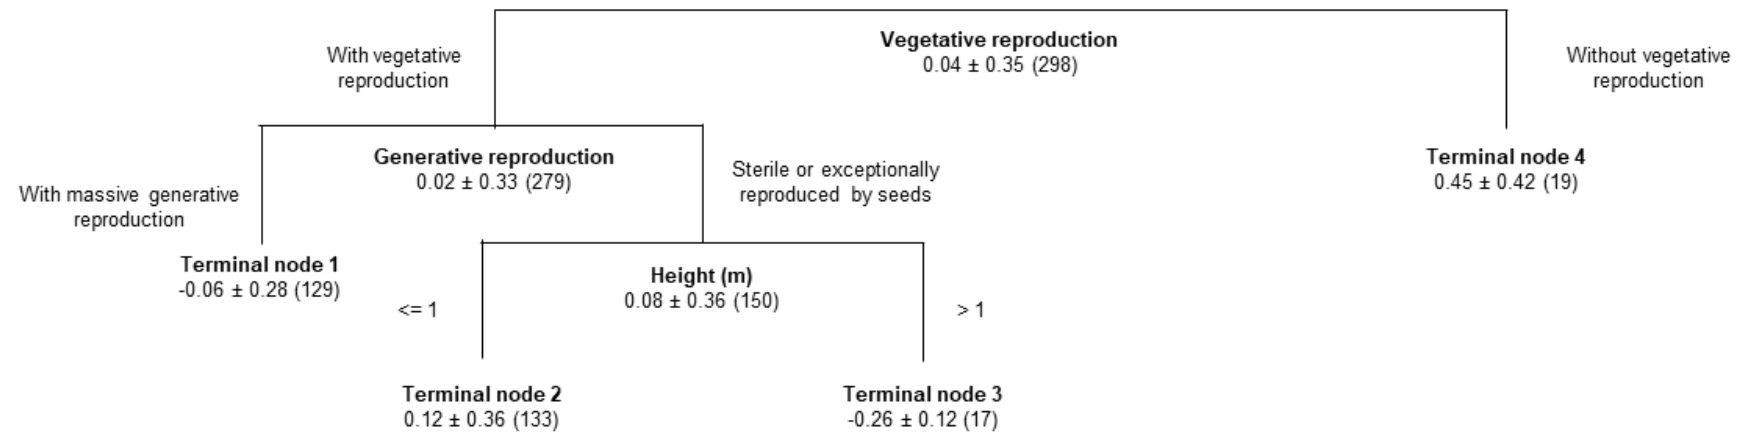 With vegetative
reproduction
Vegetative reproduction
0.04 ± 0.35 (298)
Without vegetative
reproduction
With massive generative
reproduction
Generative reproduction
0.02 ± 0.33 (279)
Sterile or exceptionally
reproduced by seeds
Terminal node 4
0.45 ± 0.42 (19)
Terminal node 1
-0.06 ± 0.28 (129)
<= 1
Height (m)
0.08 ± 0.36 (150)
> 1
Terminal node 2
0.12 ± 0.36 (133)
Terminal node 3
-0.26 ± 0.12 (17)